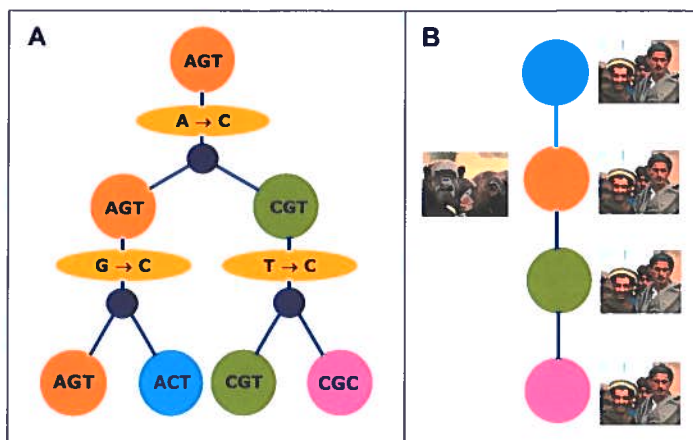 A
B
AGT
A → C
AGT
CGT
G → C
T → C
AGT
ACT
CGT
CGC